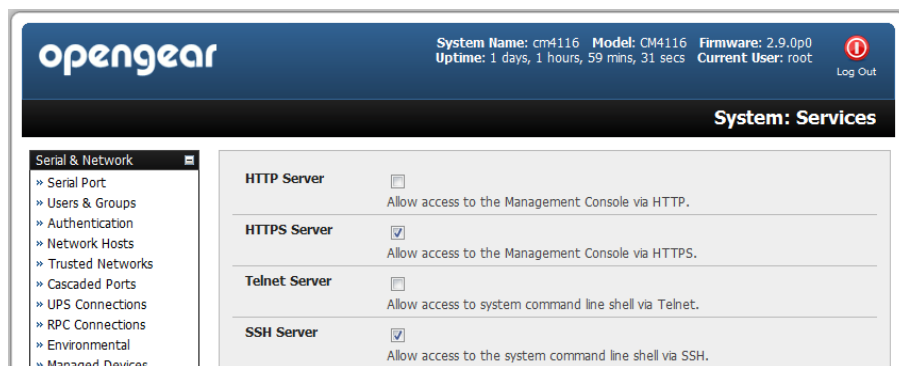 opengear
System Name: cm4116 Model: CM4116 Firmware: 2.9.0p0
Uptime: 1 days, 1 hours, 59 mins, 31 secs Current User: root
Log Out
System: Services
Serial & Network
» Serial Port
» Users & Groups
» Authentication
» Network Hosts
» Trusted Networks
» Cascaded Ports
» UPS Connections
» RPC Connections
» Environmental
» Managed Devices
HTTP Server
Allow access to the Management Console via HTTP.
HTTPS Server
Allow access to the Management Console via HTTPS.
Telnet Server
Allow access to system command line shell via Telnet.
SSH Server
Allow access to the system command line shell via SSH.